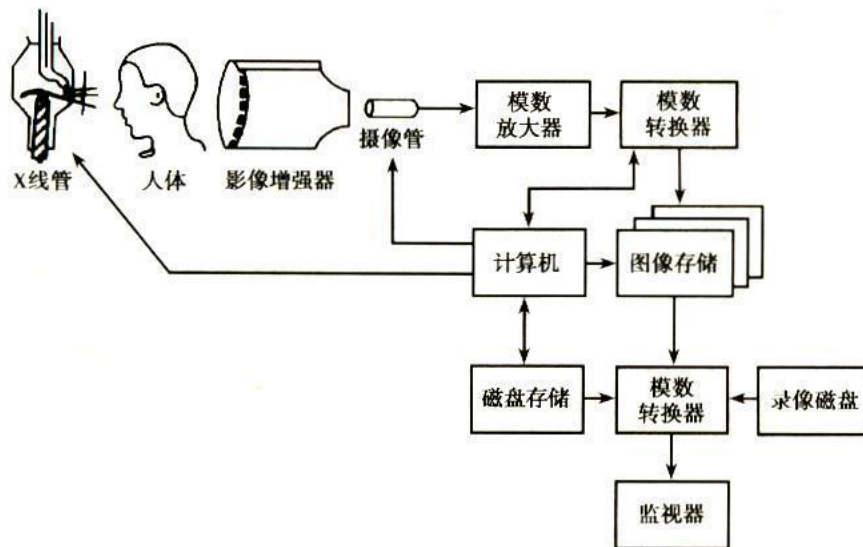 模数
放大器
模数
转换器
摄像管
X线管
人体
影像增强器
计算机
图像存储
磁盘存储
模数
转换器
录像磁盘
监视器